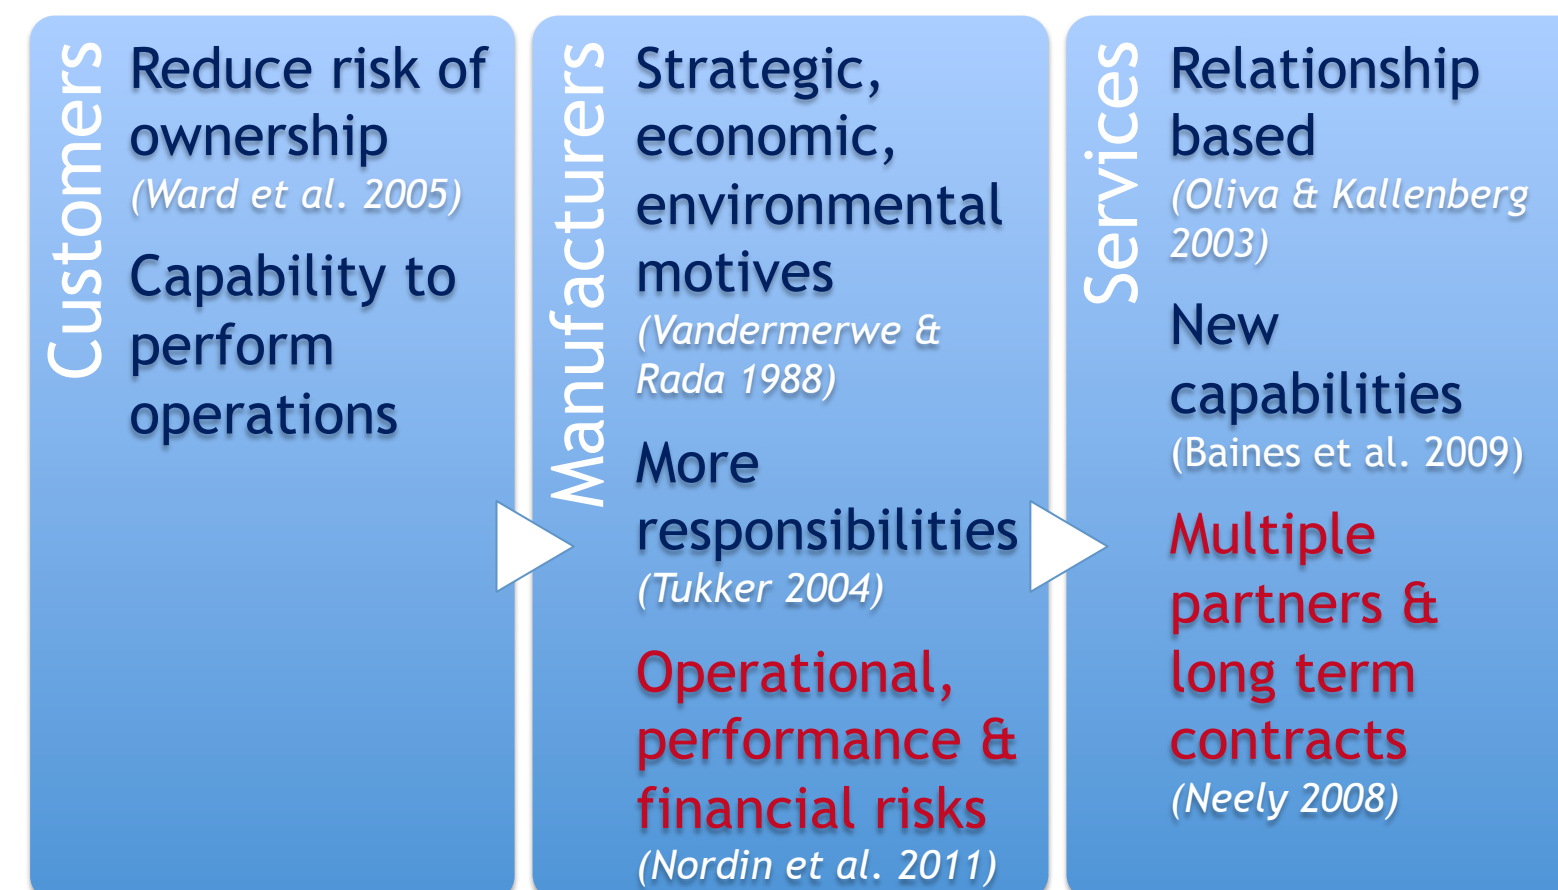 Customers
Reduce risk of
ownership
(Ward et al. 2005)
Capability to
perform
operations
Manufacturers
Strategic,
economic,
environmental
motives
(Vandermerwe &
Rada 1988)
More
responsibilities
(Tukker 2004)
Operational,
performance &
financial risks
(Nordin et al. 2011)
Services
Relationship
based
(Oliva & Kallenberg
2003)
New
capabilities
(Baines et al. 2009)
Multiple
partners &
long term
contracts
(Neely 2008)